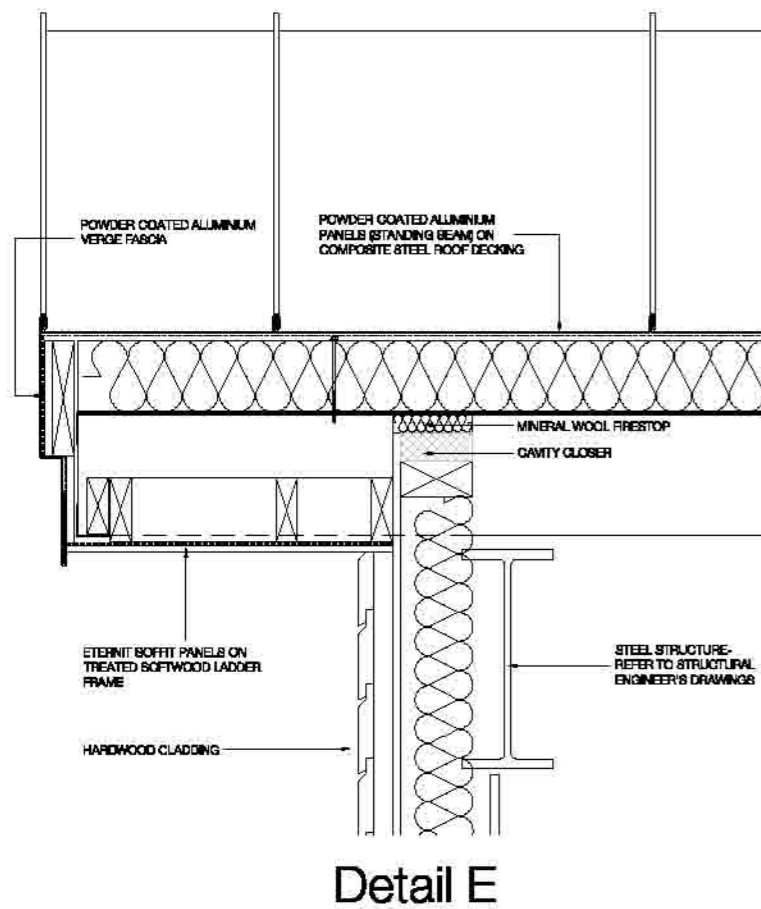 POWDER COATED ALUMINIUM
VERGE FASCIA
POWDER COATED ALUMINIUM
PANELS (STANDING SEAM) ON
COMPOSITE STEEL ROOF DECKING
MINERAL WOOL FIRESTOP
CAVITY CLOSER
ETERNIT SOFFIT PANELS ON
TREATED SOFTWOOD LADDER
FRAME
STEEL STRUCTURE-
REFER TO STRUCTURAL
ENGINEER'S DRAWINGS
HARDWOOD CLADDING
Detail E